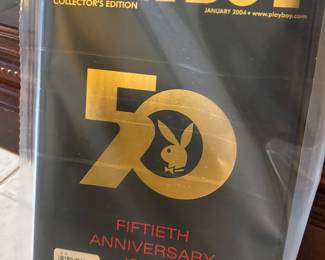 COLLECTOR'S EDITION
JANUARY 2004 • www.playboy.com
50
FIFTIETH
ANNIVERSARY